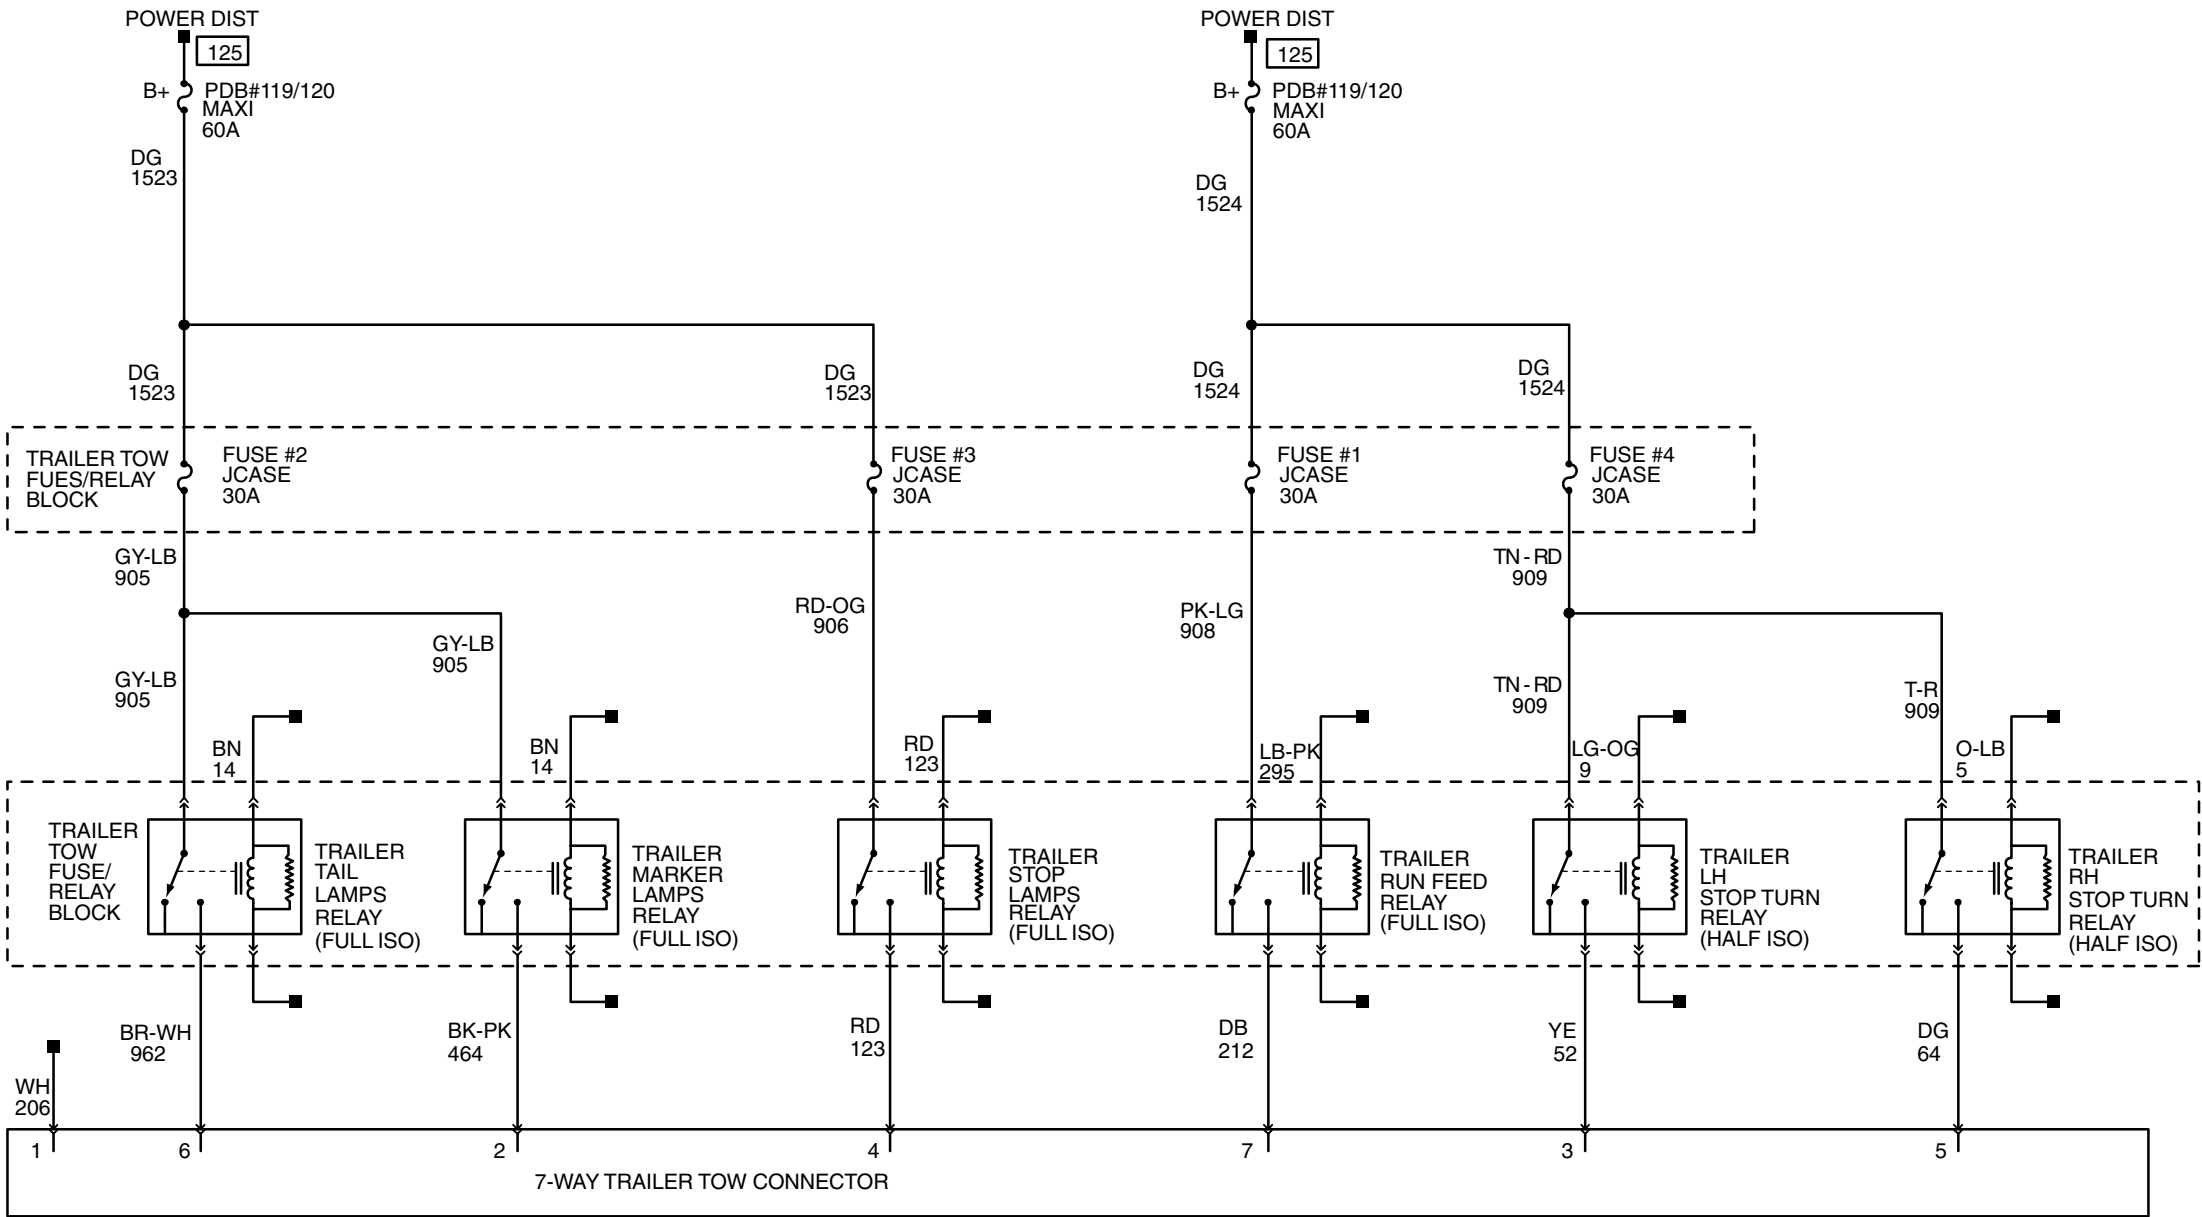 POWER DIST
125
B+
PDB#119/120
MAXI
60A
POWER DIST
125
B+
PDB#119/120
MAXI
60A
DG
1523
DG
1524
DG
1523
DG
1523
DG
1524
DG
1524
TRAILER TOW
FUES/RELAY
BLOCK
FUSE #2
JCASE
30A
FUSE #3
JCASE
30A
FUSE #1
JCASE
30A
FUSE #4
JCASE
30A
GY-LB
905
TN-RD
909
RD-OG
906
PK-LG
908
GY-LB
905
GY-LB
905
TN-RD
909
T-R
909
BN
14
BN
14
RD
123
LB-PK
295
LG-OG
9
O-LB
5
TRAILER
TOW
FUSE/
RELAY
BLOCK
TRAILER
TAIL
LAMPS
RELAY
(FULL ISO)
TRAILER
MARKER
LAMPS
RELAY
(FULL ISO)
TRAILER
STOP
LAMPS
RELAY
(FULL ISO)
TRAILER
RUN FEED
RELAY
(FULL ISO)
TRAILER
LH
STOP TURN
RELAY
(HALF ISO)
TRAILER
RH
STOP TURN
RELAY
(HALF ISO)
WH
206
BR-WH
962
BK-PK
464
RD
123
DB
212
YE
52
DG
64
1
6
2
4
7
3
5
7-WAY TRAILER TOW CONNECTOR